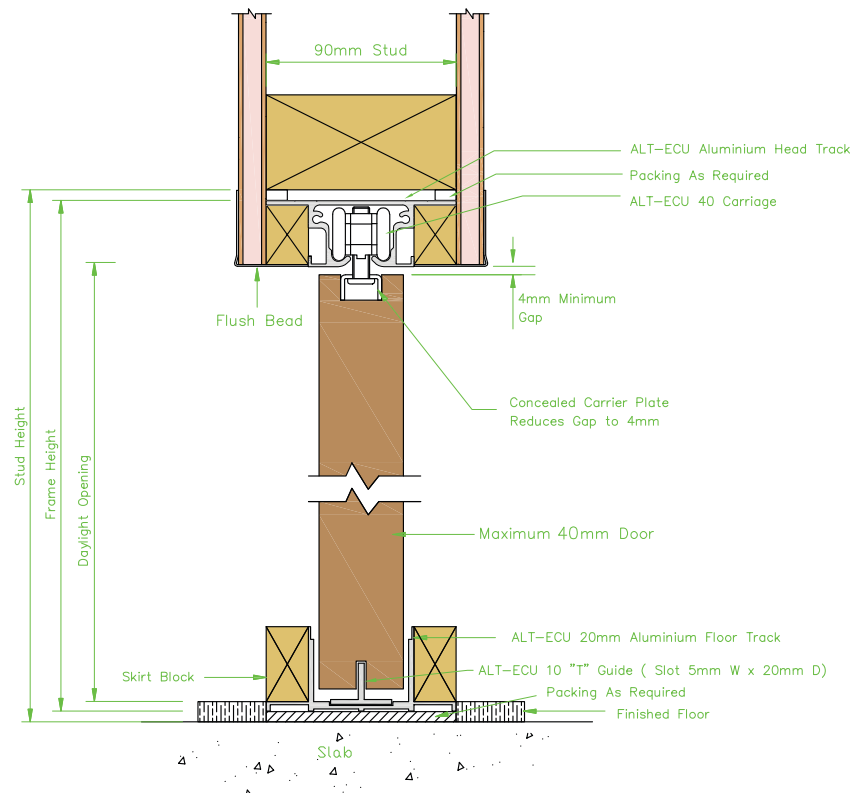 90mm Stud
ALT-ECU Aluminium Head Track
Packing As Required
ALT-ECU 40 Carriage
4mm Minimum
Gap
Flush Bead
Concealed Carrier Plate
Reduces Gap to 4mm
Stud Height
Frame Height
Daylight Opening
Maximum 40mm Door
ALT-ECU 20mm Aluminium Floor Track
ALT-ECU 10 "T" Guide ( Slot 5mm W x 20mm D)
Skirt Block
Packing As Required
Finished Floor
Slab